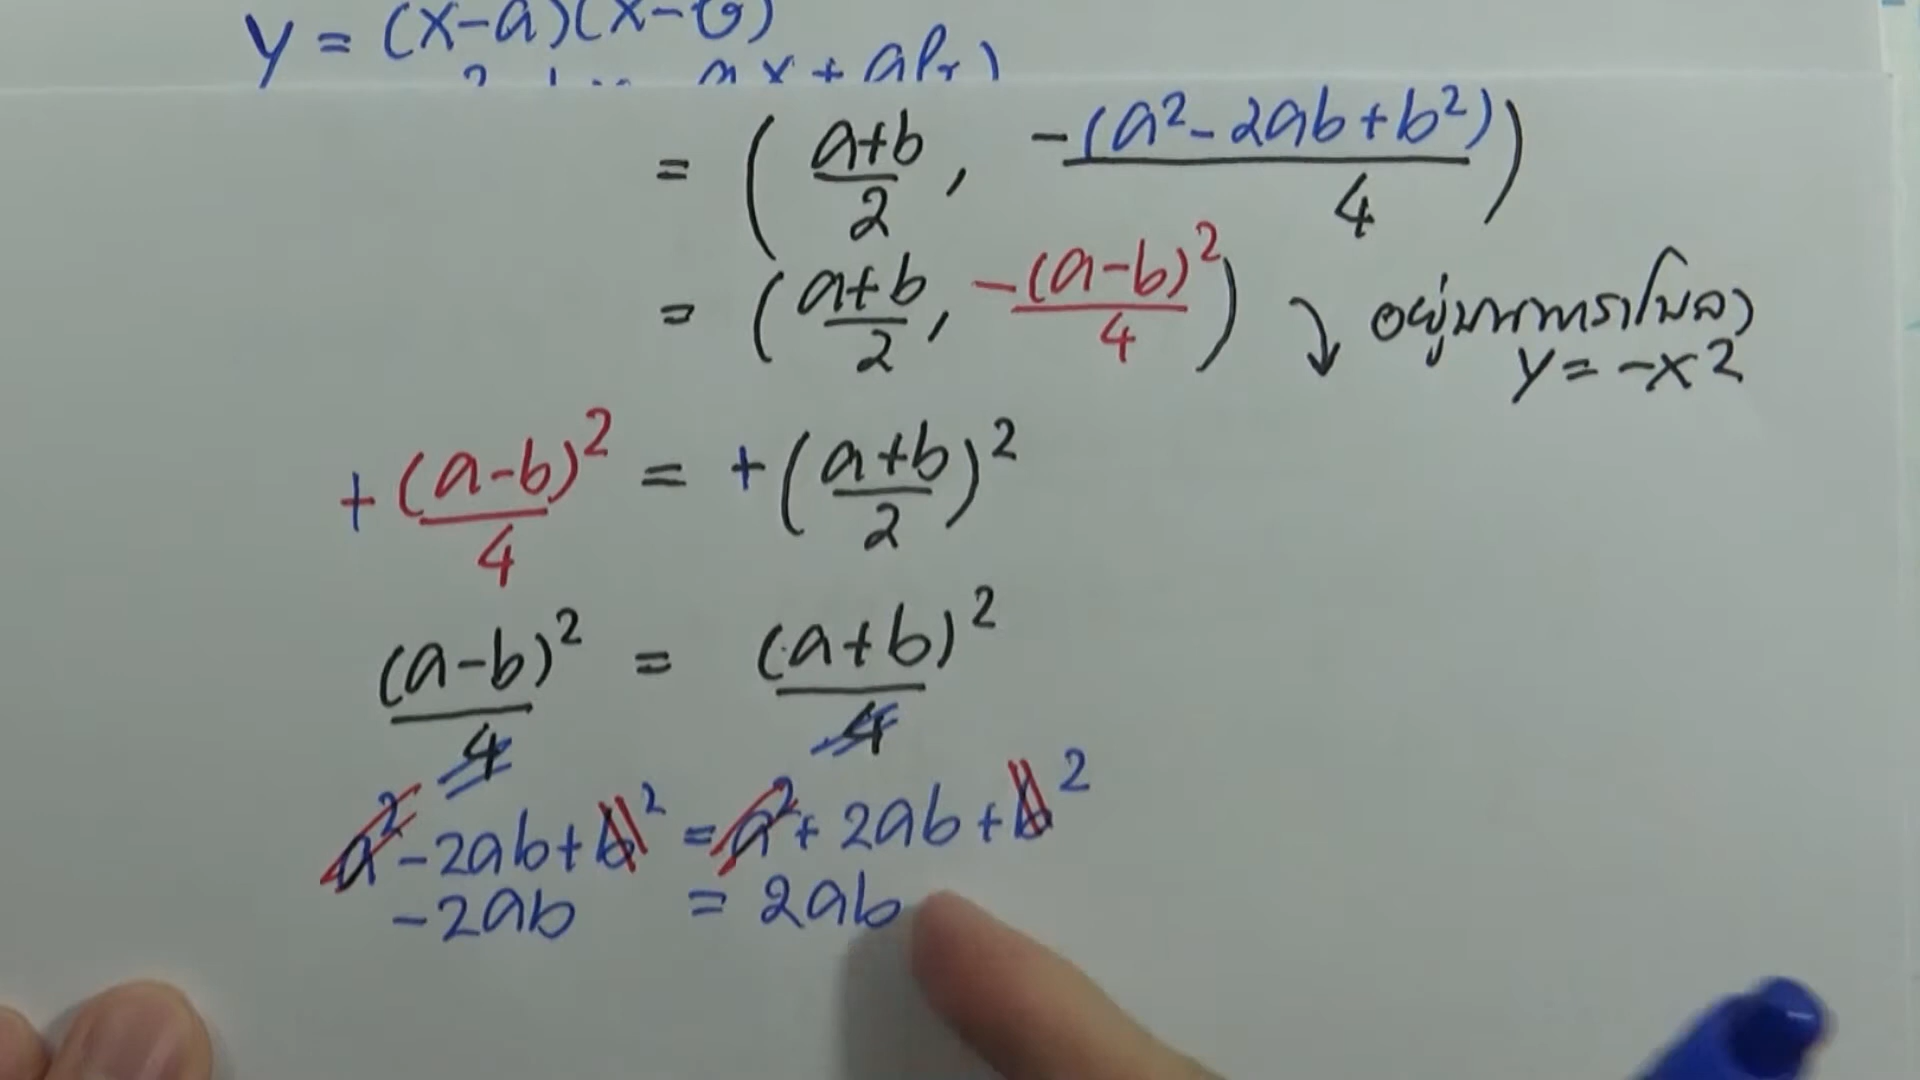 y = (x-a)(x-b)
= (a+b/2, -(a²-2ab+b²)/4)
= (a+b/2, -(a-b)²/4) ↓ อยู่บนพาราโบลา
y = -x2
+(a-b)²/4 = +(a+b/2)²
(a-b)²/4 = (a+b)²/4
a²-2ab+b² = a²+2ab+b²
-2ab = 2ab